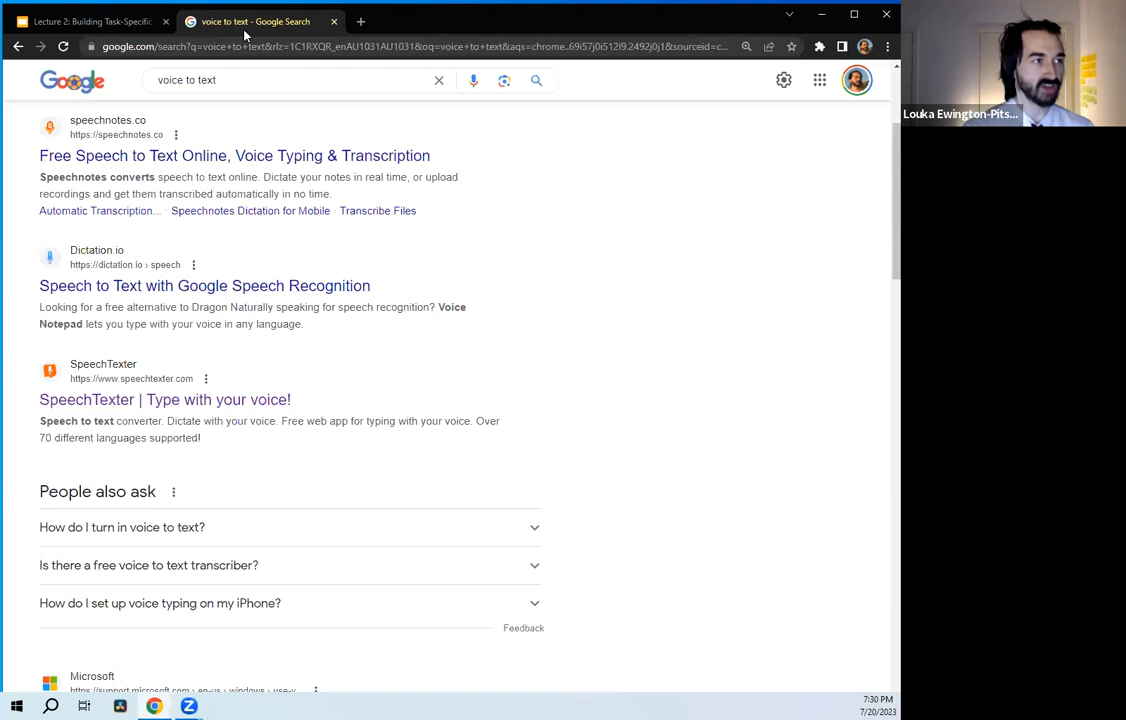 Lecture 2: Building Task-Specific
voice to text - Google Search
google.com/search?q=voice+to+text&rlz=1C1RXQR_enAU1031AU1031&oq=voice+to+text&aqs=chrome..69i57j0i512l9.2492j0j1&sourceid=c...
Google
voice to text
Louka Ewington-Pits...
speechnotes.co
https://speechnotes.co
Free Speech to Text Online, Voice Typing & Transcription
Speechnotes converts speech to text online. Dictate your notes in real time, or upload
recordings and get them transcribed automatically in no time.
Automatic Transcription... · Speechnotes Dictation for Mobile · Transcribe Files
Dictation.io
https://dictation.io › speech
Speech to Text with Google Speech Recognition
Looking for a free alternative to Dragon Naturally speaking for speech recognition? Voice
Notepad lets you type with your voice in any language.
SpeechTexter
https://www.speechtexter.com
SpeechTexter | Type with your voice!
Speech to text converter. Dictate with your voice. Free web app for typing with your voice. Over
70 different languages supported!
People also ask
How do I turn in voice to text?
Is there a free voice to text transcriber?
How do I set up voice typing on my iPhone?
Feedback
Microsoft
https://support.microsoft.com › en-us › windows › use-v...
7:30 PM
7/20/2023